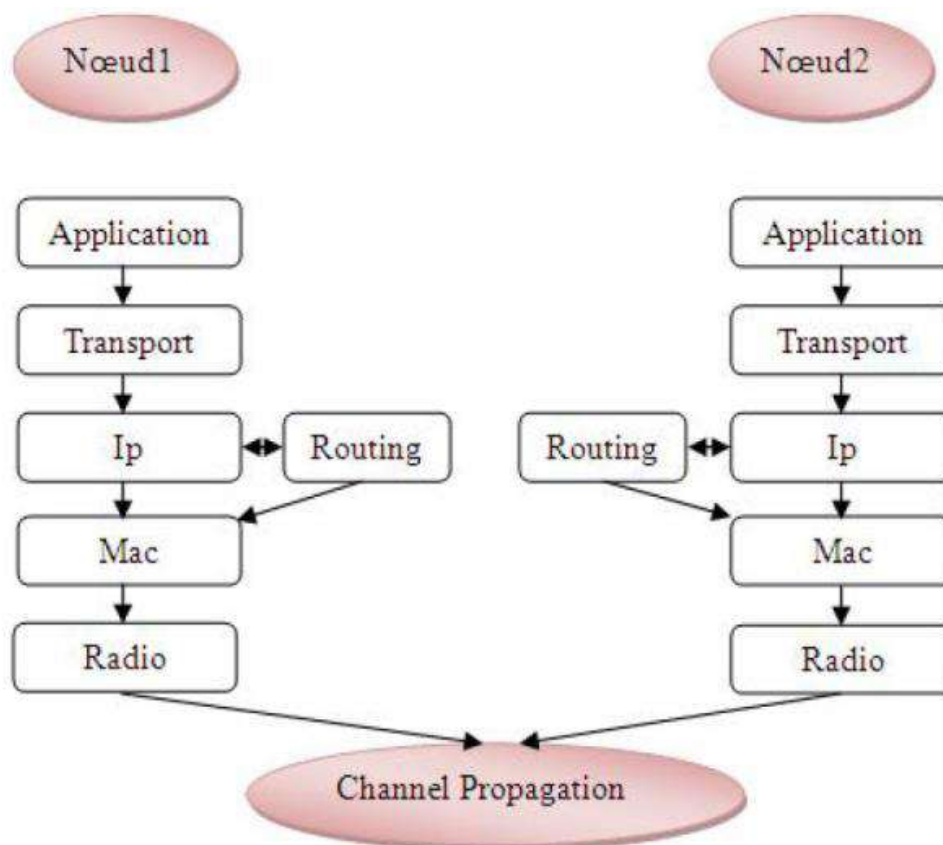 Nœud1
Nœud2
Application
Application
Transport
Transport
Ip
Routing
Routing
Ip
Mac
Mac
Radio
Radio
Channel Propagation